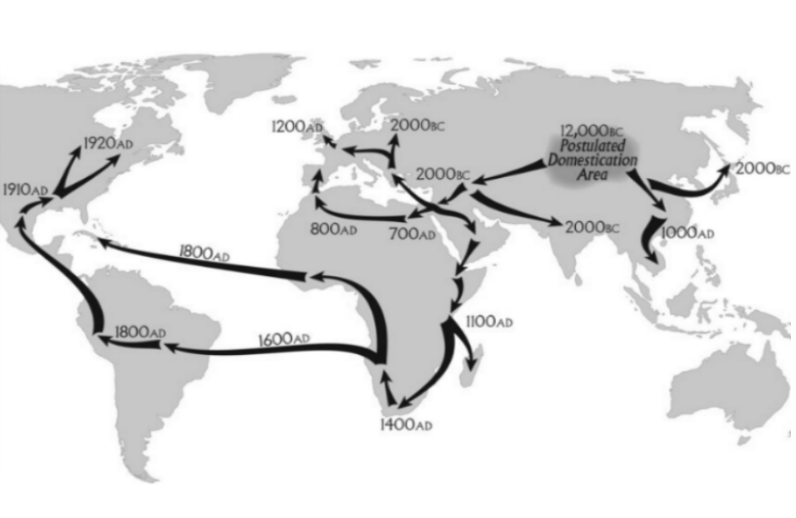 1200AD
2000BC
12,000BC
Postulated
Domestication
Area
1920AD
2000BC
2000BC
1910AD
800AD
700AD
2000BC
1000AD
1800AD
1100AD
1800AD
1600AD
1400AD